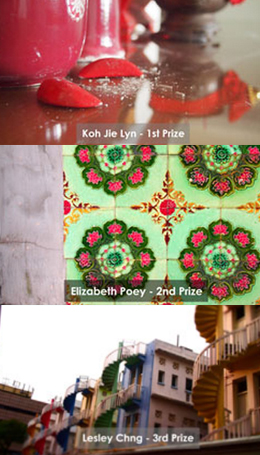 Koh Jie Lyn - 1st Prize
Elizabeth Poey - 2nd Prize
Lesley Chng - 3rd Prize